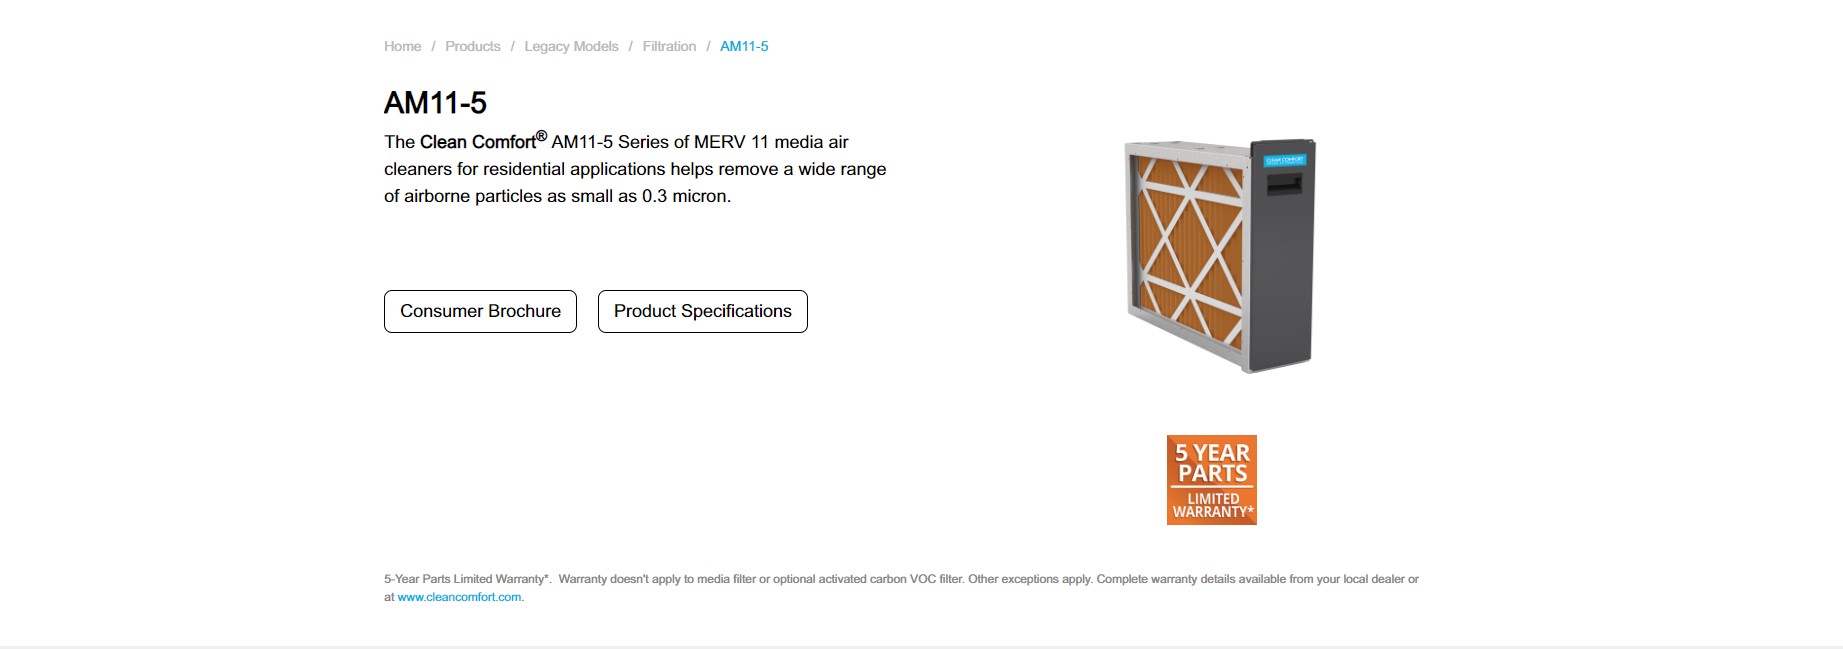 Home / Products / Legacy Models / Filtration / AM11-5
AM11-5
The Clean Comfort® AM11-5 Series of MERV 11 media air
cleaners for residential applications helps remove a wide range
of airborne particles as small as 0.3 micron.
CLEAN COMFORT
Consumer Brochure
Product Specifications
5 YEAR
PARTS
LIMITED
WARRANTY*
5-Year Parts Limited Warranty*. Warranty doesn't apply to media filter or optional activated carbon VOC filter. Other exceptions apply. Complete warranty details available from your local dealer or
at www.cleancomfort.com.